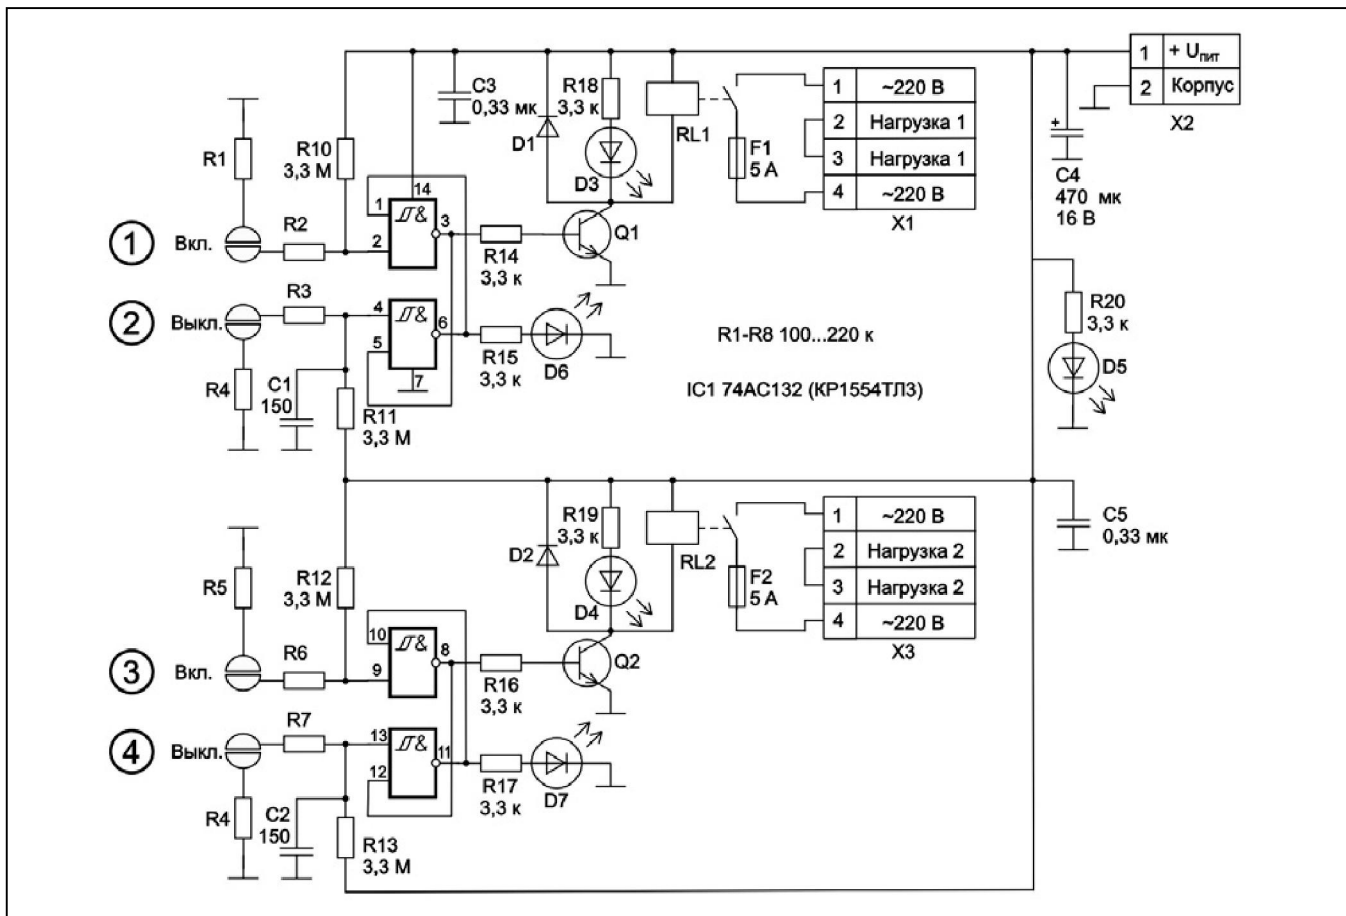 R1
R10
3,3 М
C3
0,33 мк
R18
3,3 к
D1
D3
RL1
F1
5 А
1 ~220 В
2 Нагрузка 1
3 Нагрузка 1
4 ~220 В
X1
1 + Uпит
2 Корпус
X2
+
C4
470 мк
16 В
1
Вкл.
R2
14
1
2
&
3
R14
3,3 к
Q1
2
Выкл.
R3
4
5
&
6
7
R15
3,3 к
D6
R4
C1
150
R11
3,3 М
R1-R8 100...220 к
IC1 74AC132 (КР1554ТЛ3)
R20
3,3 к
D5
R5
R12
3,3 М
D2
R19
3,3 к
D4
RL2
F2
5 А
1 ~220 В
2 Нагрузка 2
3 Нагрузка 2
4 ~220 В
X3
C5
0,33 мк
3
Вкл.
R6
10
9
&
8
R16
3,3 к
Q2
4
Выкл.
R7
13
12
&
11
R17
3,3 к
D7
R4
C2
150
R13
3,3 М